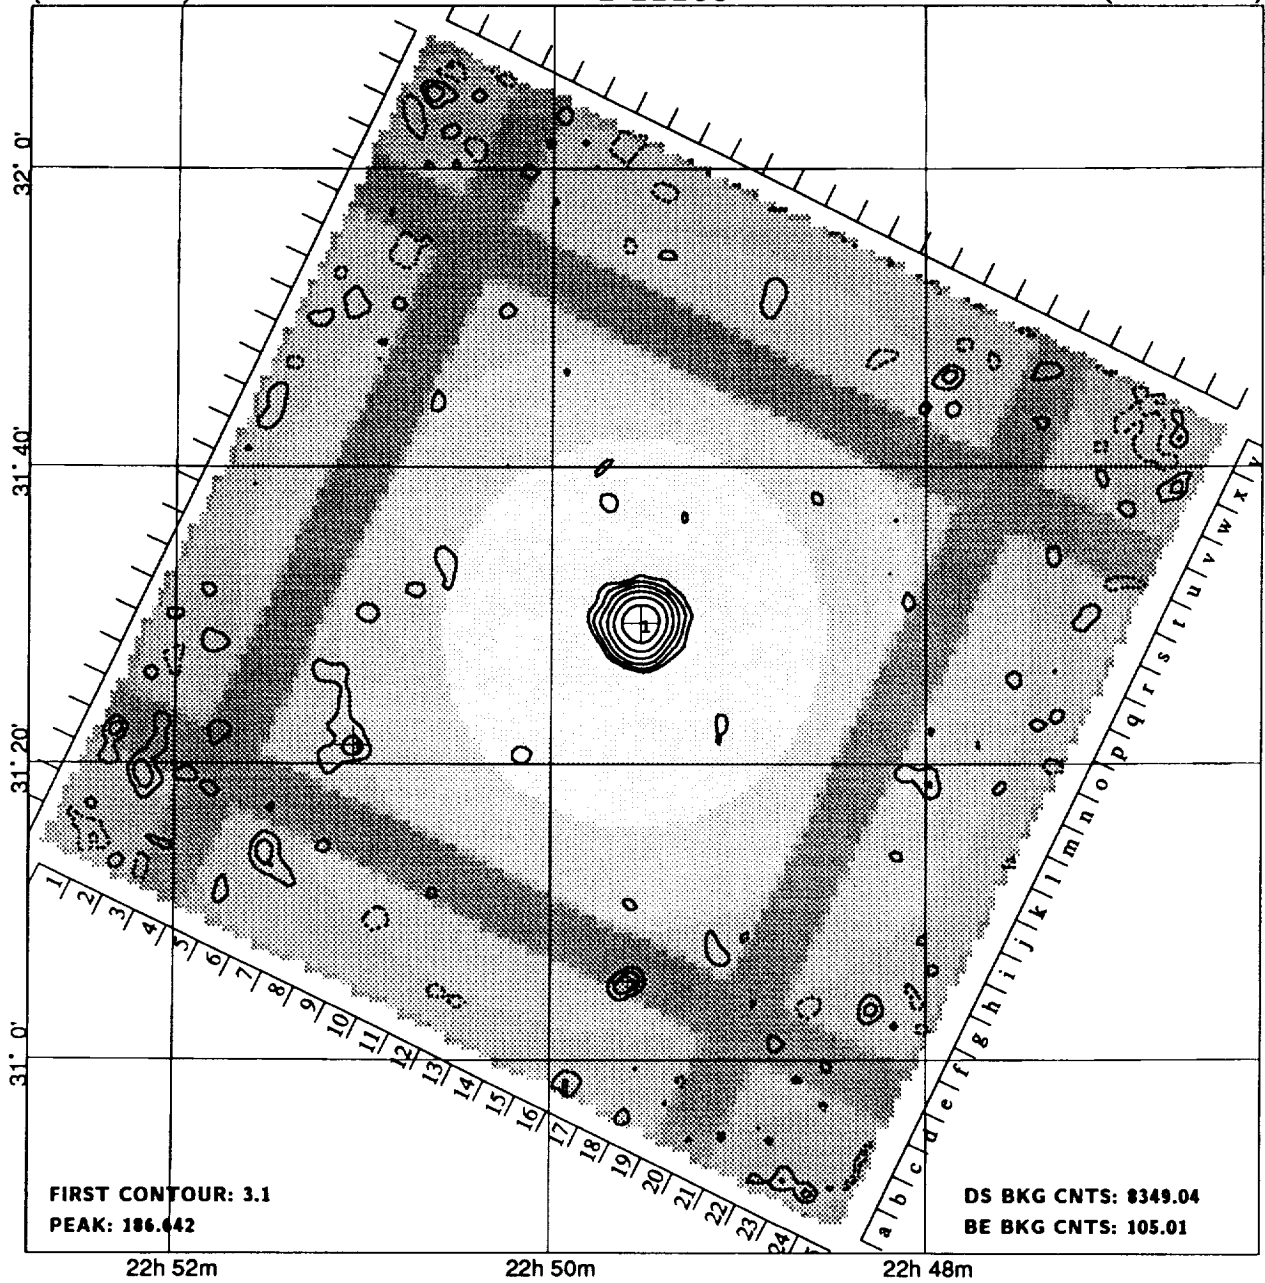 32° 0'
31° 40'
31° 20'
31° 0'
1
1 2 3 4 5 6 7 8 9 10 11 12 13 14 15 16 17 18 19 20 21 22 23 24
a b c d e f g h i j k l m n o p q r s t u v w x y
FIRST CONTOUR: 3.1
PEAK: 186.642
DS BKG CNTS: 8349.04
BE BKG CNTS: 105.01
22h 52m
22h 50m
22h 48m